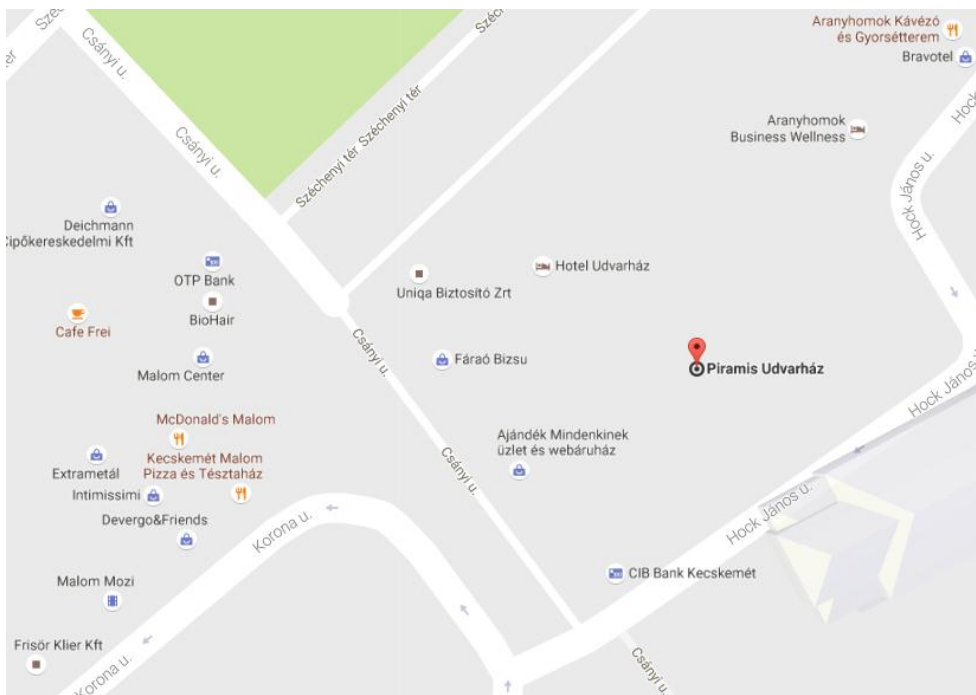 Aranyhomok Kávézó
és Gyorsétterem
Bravotel
Csányi u.
Széchenyi tér
Széchenyi tér
Aranyhomok
Business Wellness
Hock János u.
Csányi u.
Deichmann
Cipőkereskedelmi Kft
OTP Bank
BioHair
Cafe Frei
Malom Center
Uniqa Biztosító Zrt
Hotel Udvarház
Csányi u.
Fáraó Bizsu
Piramis Udvarház
Hock János u.
McDonald's Malom
Kecskemét Malom
Pizza és Tésztaház
Extrametál
Intimissimi
Devergo&Friends
Ajándék Mindenkinek
üzlet és webáruház
Csányi u.
Korona u.
Hock János u.
CIB Bank Kecskemét
Malom Mozi
Frisör Klier Kft
Korona u.
Csányi u.